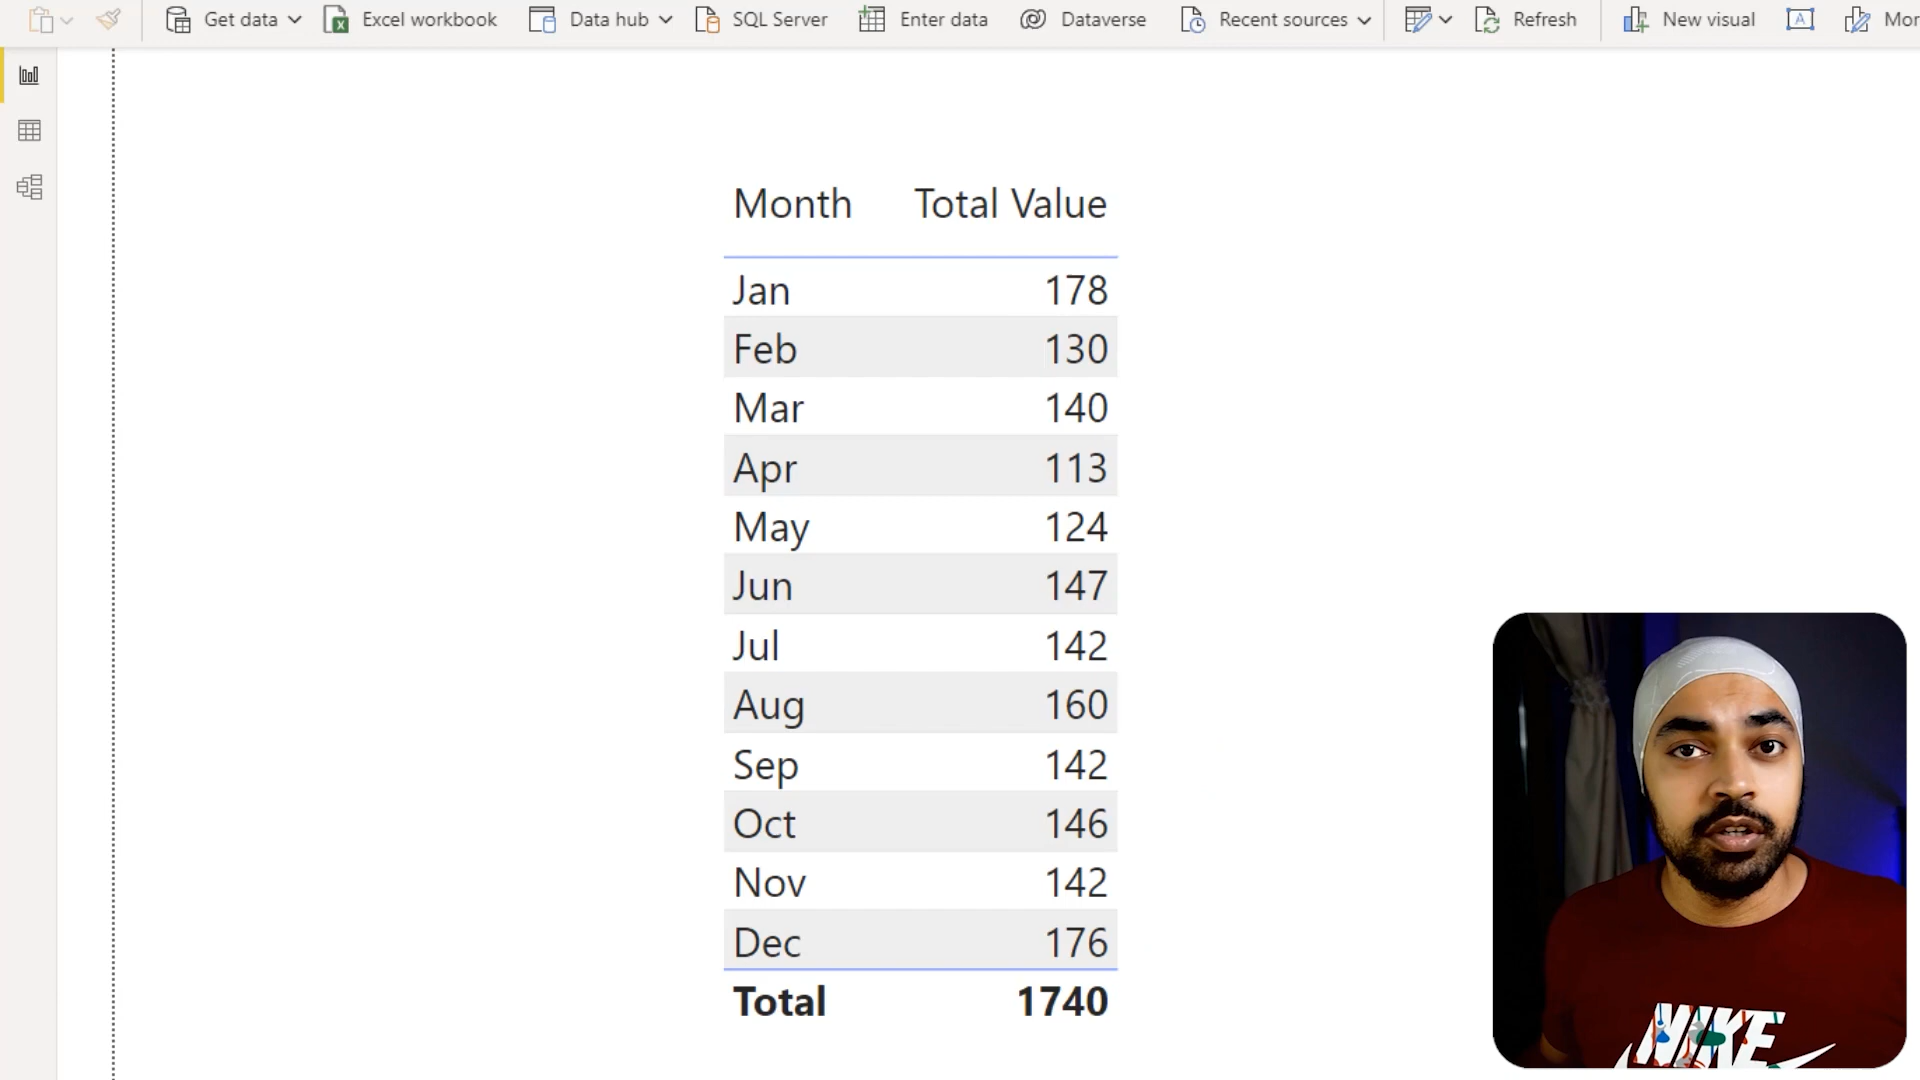 Get data Excel workbook Data hub SQL Server Enter data Dataverse Recent sources Refresh New visual A Mor
Month Total Value
Jan 178
Feb 130
Mar 140
Apr 113
May 124
Jun 147
Jul 142
Aug 160
Sep 142
Oct 146
Nov 142
Dec 176
Total 1740
NIKE